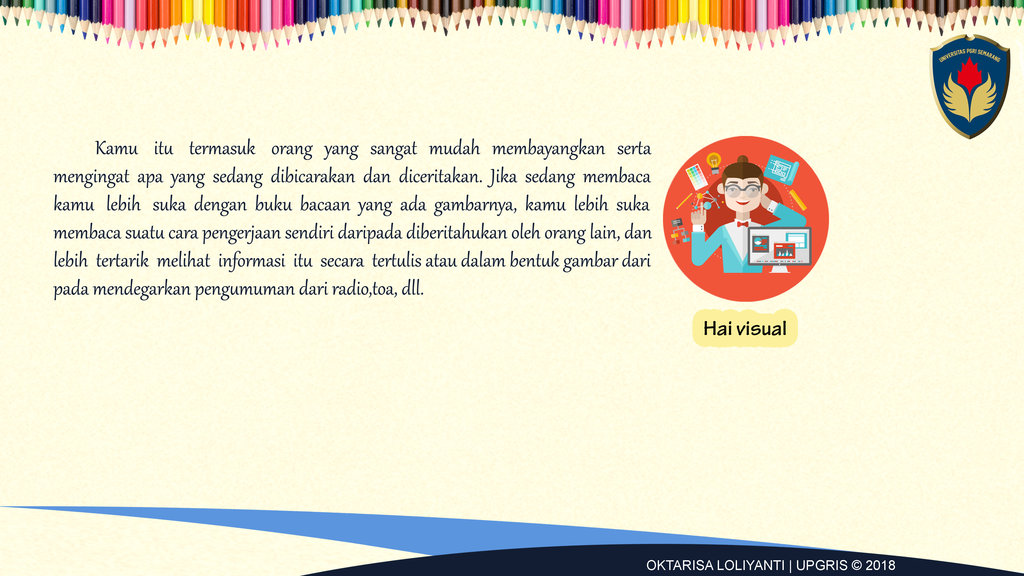 UNIVERSITAS PGRI SEMARANG
Kamu itu termasuk orang yang sangat mudah membayangkan serta
mengingat apa yang sedang dibicarakan dan diceritakan. Jika sedang membaca
kamu lebih suka dengan buku bacaan yang ada gambarnya, kamu lebih suka
membaca suatu cara pengerjaan sendiri daripada diberitahukan oleh orang lain, dan
lebih tertarik melihat informasi itu secara tertulis atau dalam bentuk gambar dari
pada mendegarkan pengumuman dari radio,toa, dll.
Hai visual
OKTARISA LOLIYANTI | UPGRIS © 2018